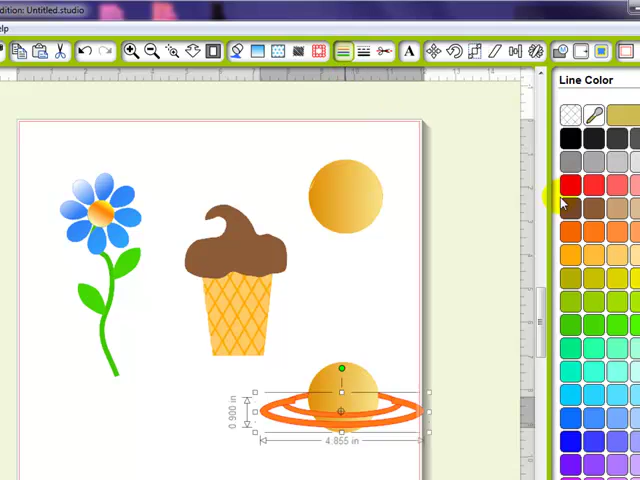 dition: Untitled.studio
elp
A
Line Color
0.900 in
4.855 in